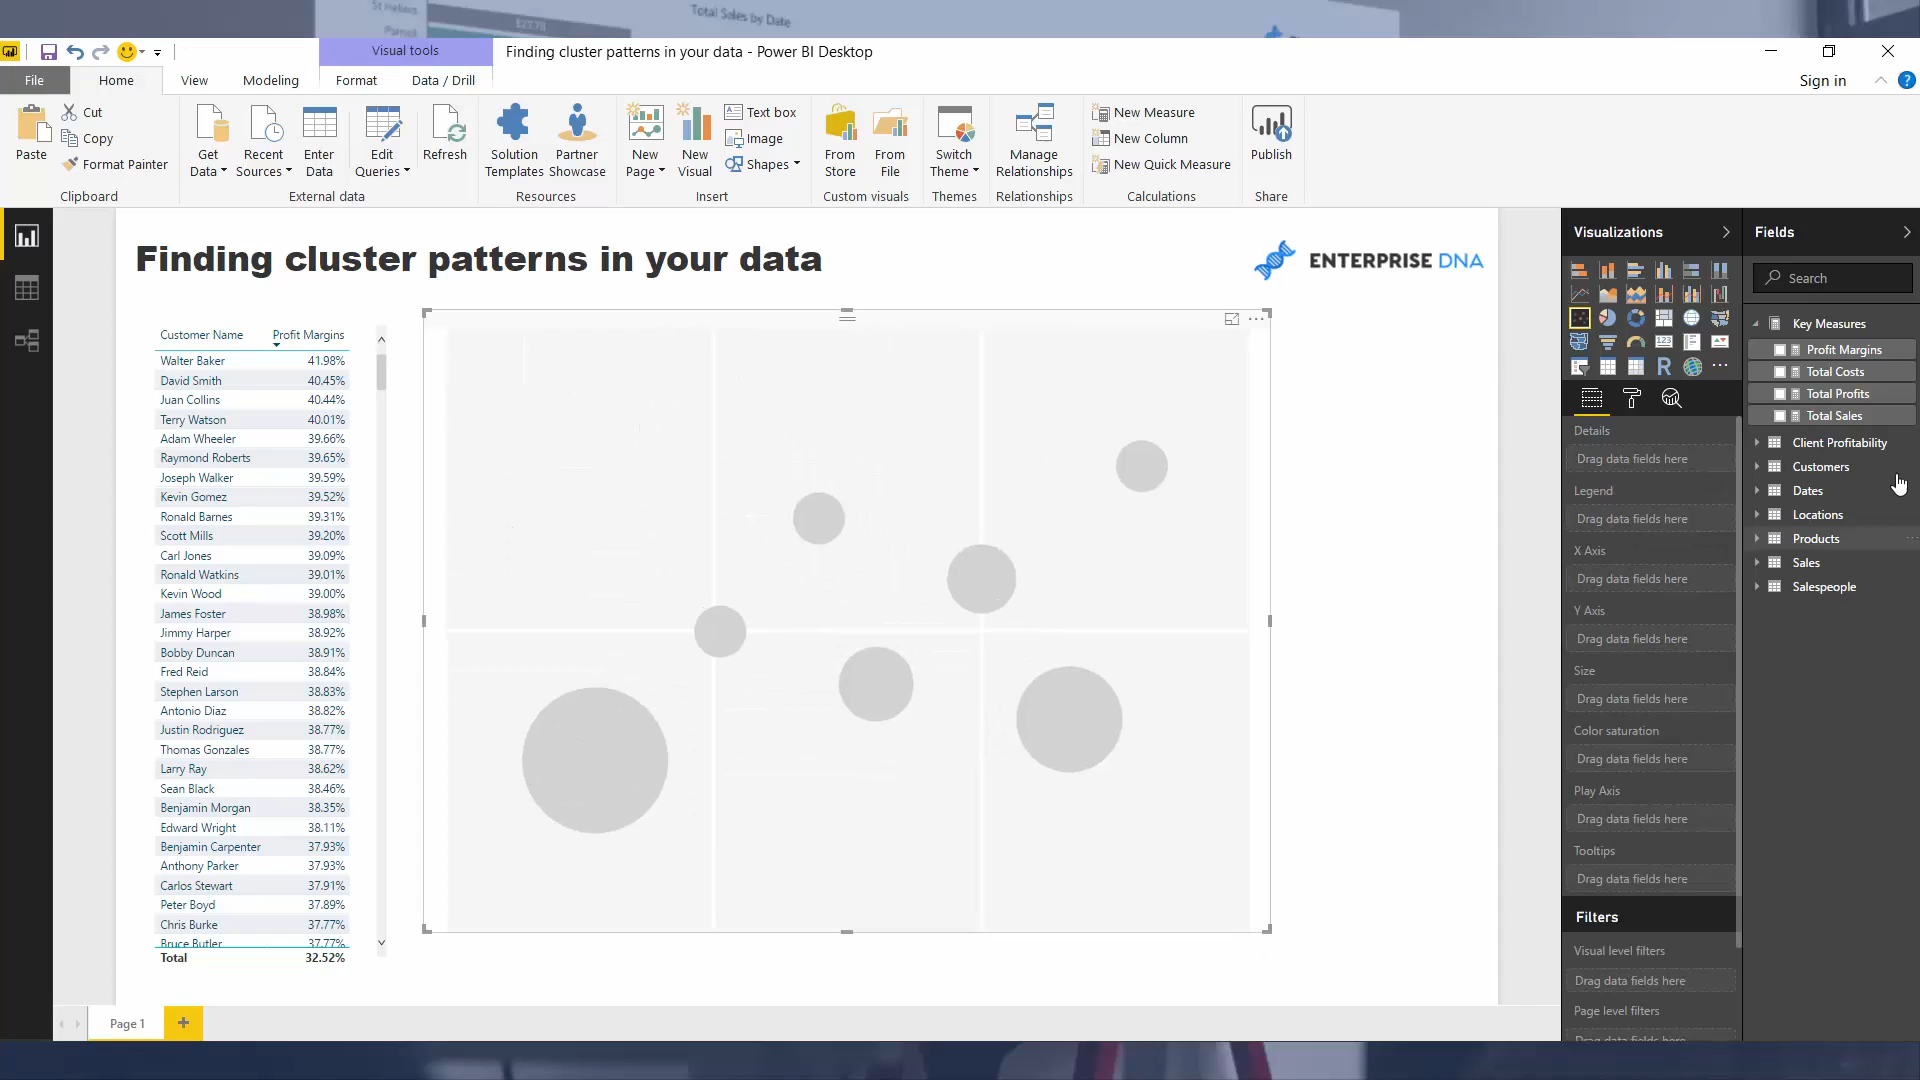 St Heliers
Parnell
$27.7B
Total Sales by Date
Visual tools
Finding cluster patterns in your data - Power BI Desktop
File
Home
View
Modeling
Format
Data / Drill
Sign in
?
Paste
Cut
Copy
Format Painter
Get Data
Recent Sources
Enter Data
Edit Queries
Refresh
Solution Templates
Partner Showcase
New Page
New Visual
Text box
Image
Shapes
From Store
From File
Switch Theme
Manage Relationships
New Measure
New Column
New Quick Measure
Publish
Clipboard
External data
Resources
Insert
Custom visuals
Themes
Relationships
Calculations
Share
Finding cluster patterns in your data
ENTERPRISE DNA
Customer Name Profit Margins
Walter Baker 41.98%
David Smith 40.45%
Juan Collins 40.44%
Terry Watson 40.01%
Adam Wheeler 39.66%
Raymond Roberts 39.65%
Joseph Walker 39.59%
Kevin Gomez 39.52%
Ronald Barnes 39.31%
Scott Mills 39.20%
Carl Jones 39.09%
Ronald Watkins 39.01%
Kevin Wood 39.00%
James Foster 38.98%
Jimmy Harper 38.92%
Bobby Duncan 38.91%
Fred Reid 38.84%
Stephen Larson 38.83%
Antonio Diaz 38.82%
Justin Rodriguez 38.77%
Thomas Gonzales 38.77%
Larry Ray 38.62%
Sean Black 38.46%
Benjamin Morgan 38.35%
Edward Wright 38.11%
Benjamin Carpenter 37.93%
Anthony Parker 37.93%
Carlos Stewart 37.91%
Peter Boyd 37.89%
Chris Burke 37.77%
Bruce Butler 37.77%
Total 32.52%
Page 1
Visualizations
123
R
Details
Drag data fields here
Legend
Drag data fields here
X Axis
Drag data fields here
Y Axis
Drag data fields here
Size
Drag data fields here
Color saturation
Drag data fields here
Play Axis
Drag data fields here
Tooltips
Drag data fields here
Filters
Visual level filters
Drag data fields here
Page level filters
Drag data fields here
Fields
Search
Key Measures
Profit Margins
Total Costs
Total Profits
Total Sales
Client Profitability
Customers
Dates
Locations
Products
Sales
Salespeople